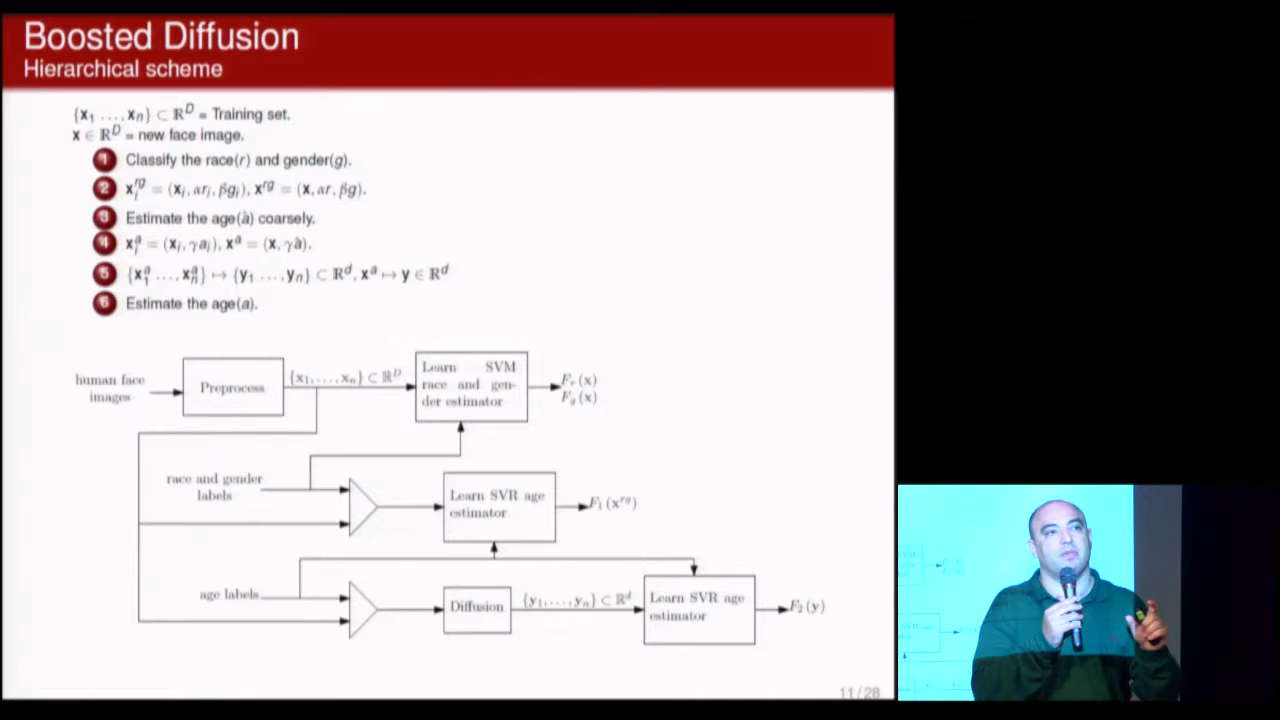 Boosted Diffusion
Hierarchical scheme
{x₁ …, xₙ} ⊂ ℝᴰ = Training set.
x ∈ ℝᴰ = new face image.
1 Classify the race(r) and gender(g).
2 xᵢʳᵍ = (xᵢ, αrᵢ, βgᵢ), xʳᵍ = (x, αr, βg).
3 Estimate the age(â) coarsely.
4 xᵢᵃ = (xᵢ, γaᵢ), xᵃ = (x, γâ).
5 {x₁ᵃ …, xₙᵃ} ↦ {y₁ …, yₙ} ⊂ ℝᵈ, xᵃ ↦ y ∈ ℝᵈ
6 Estimate the age(a).
human face
images
Preprocess
{x₁, …, xₙ} ⊂ ℝᴰ
Learn SVM
race and gen-
der estimator
Fᵣ(x)
F_g(x)
race and gender
labels
Learn SVR age
estimator
F₁(xʳᵍ)
age labels
Diffusion
{y₁, …, yₙ} ⊂ ℝᵈ
Learn SVR age
estimator
F₂(y)
11/28